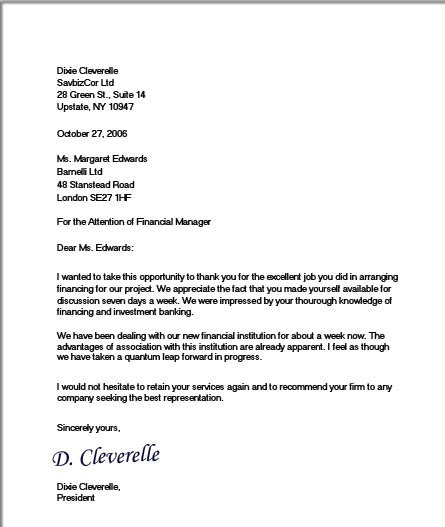 Dixie Cleverelle
SavbizCor Ltd
28 Green St., Suite 14
Upstate, NY 10947
October 27, 2006
Ms. Margaret Edwards
Barnelli Ltd
48 Stanstead Road
London SE27 1HF
For the Attention of Financial Manager
Dear Ms. Edwards:
I wanted to take this opportunity to thank you for the excellent job you did in arranging
financing for our project. We appreciate the fact that you made yourself available for
discussion seven days a week. We were impressed by your thourough knowledge of
financing and investment banking.
We have been dealing with our new financial institution for about a week now. The
advantages of association with this institution are already apparent. I feel as though
we have taken a quantum leap forward in progress.
I would not hesitate to retain your services again and to recommend your firm to any
company seeking the best representation.
Sincerely yours,
D. Cleverelle
Dixie Cleverelle,
President